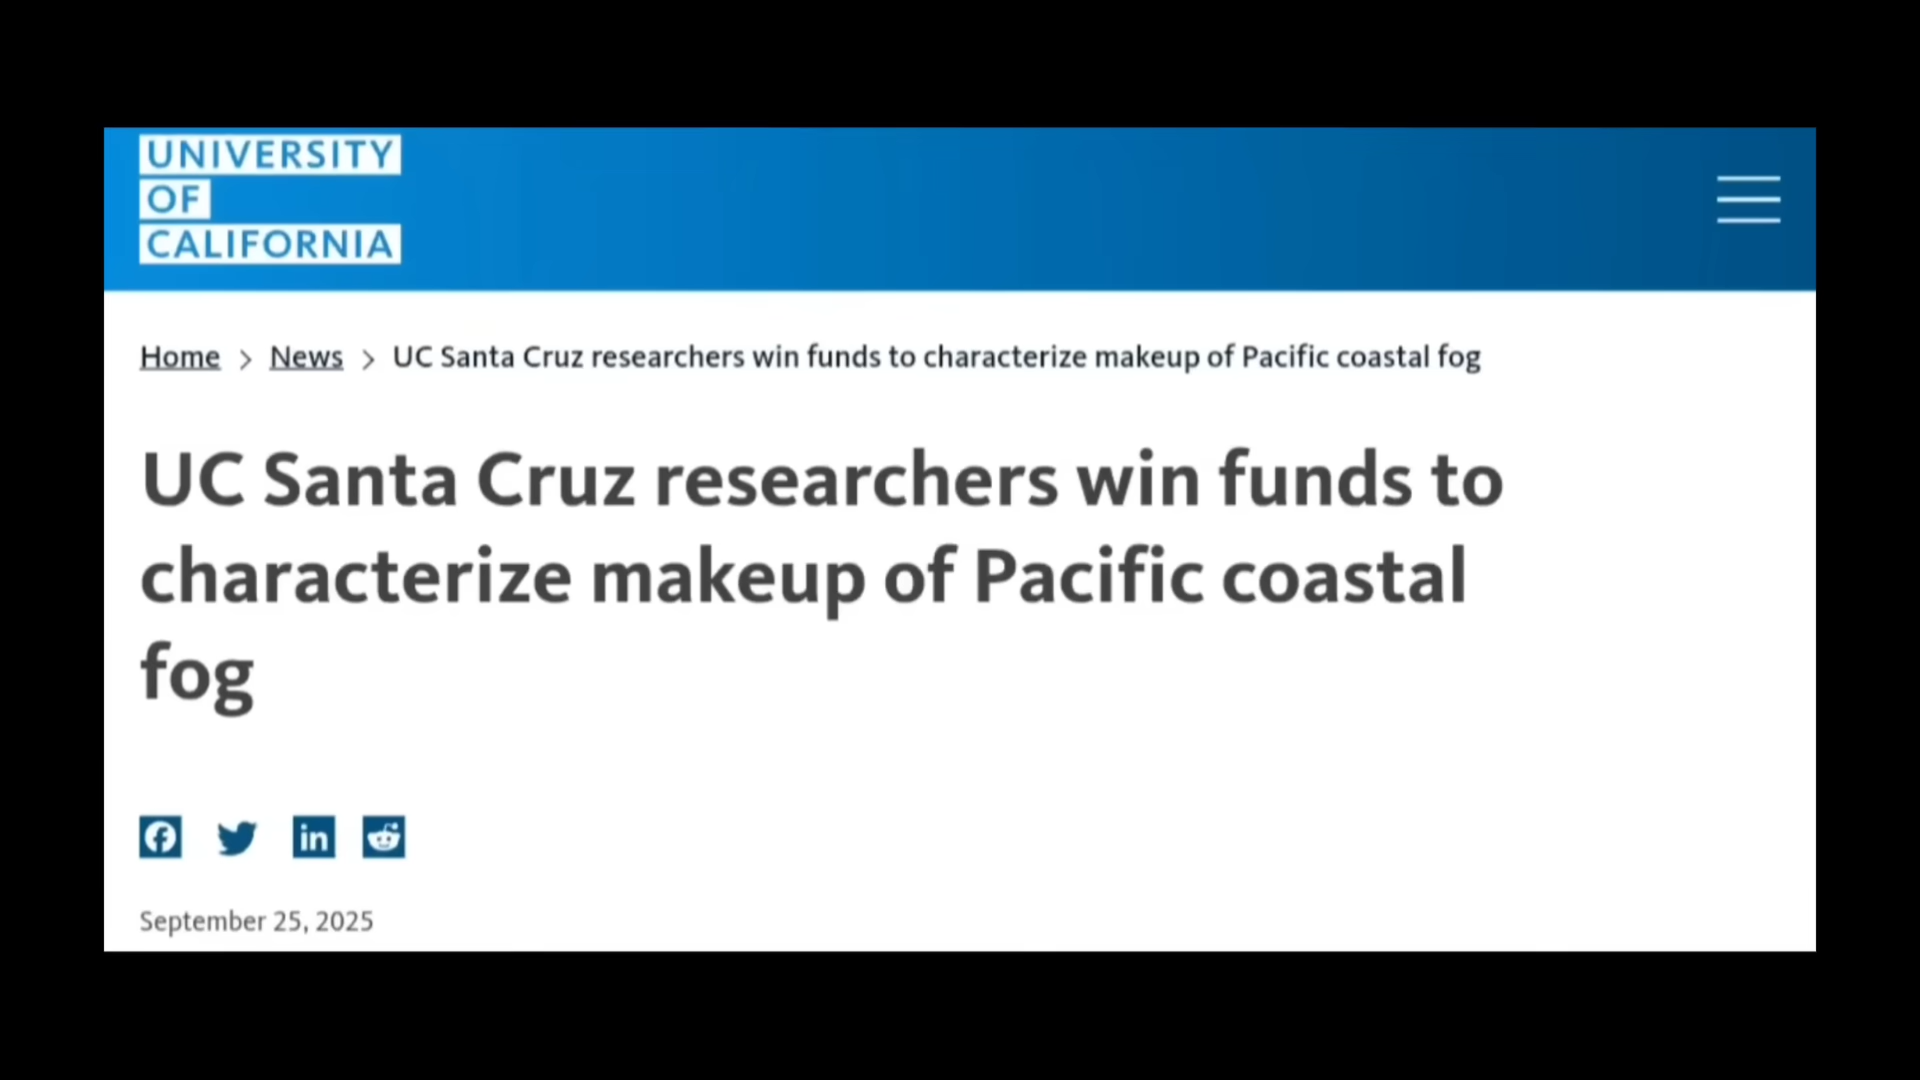 UNIVERSITY
OF
CALIFORNIA
Home > News > UC Santa Cruz researchers win funds to characterize makeup of Pacific coastal fog
UC Santa Cruz researchers win funds to
characterize makeup of Pacific coastal
fog
September 25, 2025